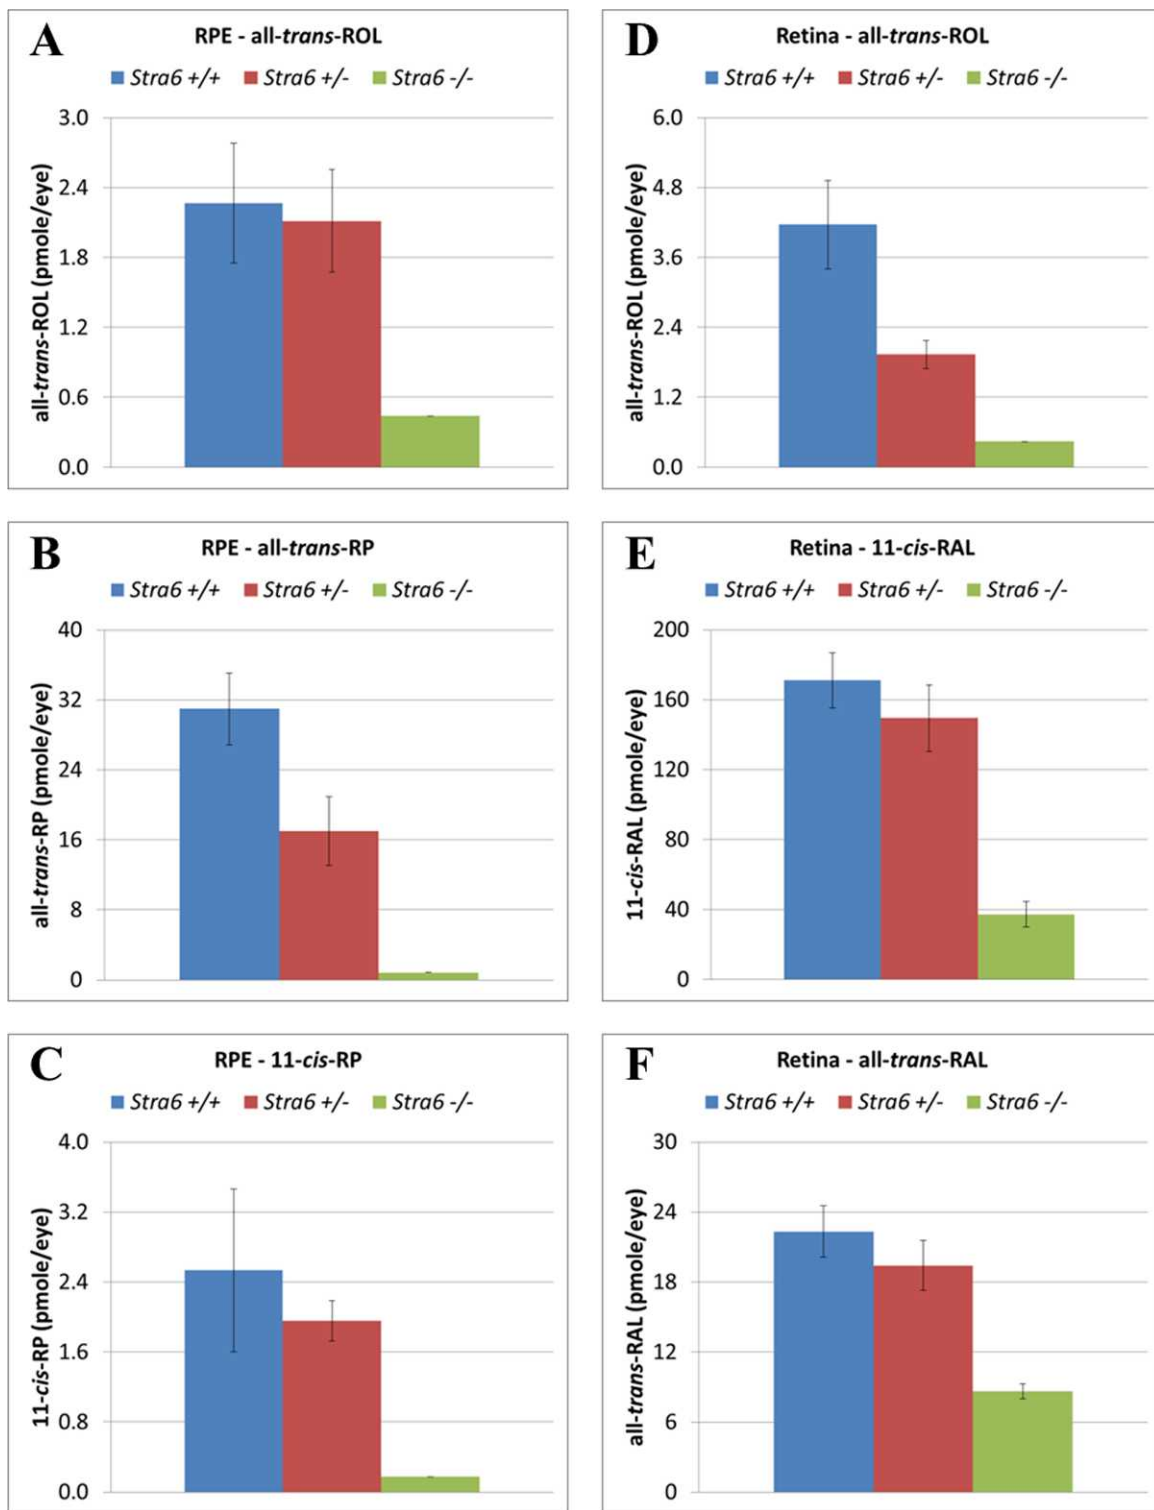 A
RPE - all-trans-ROL
Stra6 +/+ Stra6 +/- Stra6 -/-
all-trans-ROL (pmole/eye)
3.0
2.4
1.8
1.2
0.6
0.0
D
Retina - all-trans-ROL
Stra6 +/+ Stra6 +/- Stra6 -/-
all-trans-ROL (pmole/eye)
6.0
4.8
3.6
2.4
1.2
0.0
B
RPE - all-trans-RP
Stra6 +/+ Stra6 +/- Stra6 -/-
all-trans-RP (pmole/eye)
40
32
24
16
8
0
E
Retina - 11-cis-RAL
Stra6 +/+ Stra6 +/- Stra6 -/-
11-cis-RAL (pmole/eye)
200
160
120
80
40
0
C
RPE - 11-cis-RP
Stra6 +/+ Stra6 +/- Stra6 -/-
11-cis-RP (pmole/eye)
4.0
3.2
2.4
1.6
0.8
0.0
F
Retina - all-trans-RAL
Stra6 +/+ Stra6 +/- Stra6 -/-
all-trans-RAL (pmole/eye)
30
24
18
12
6
0